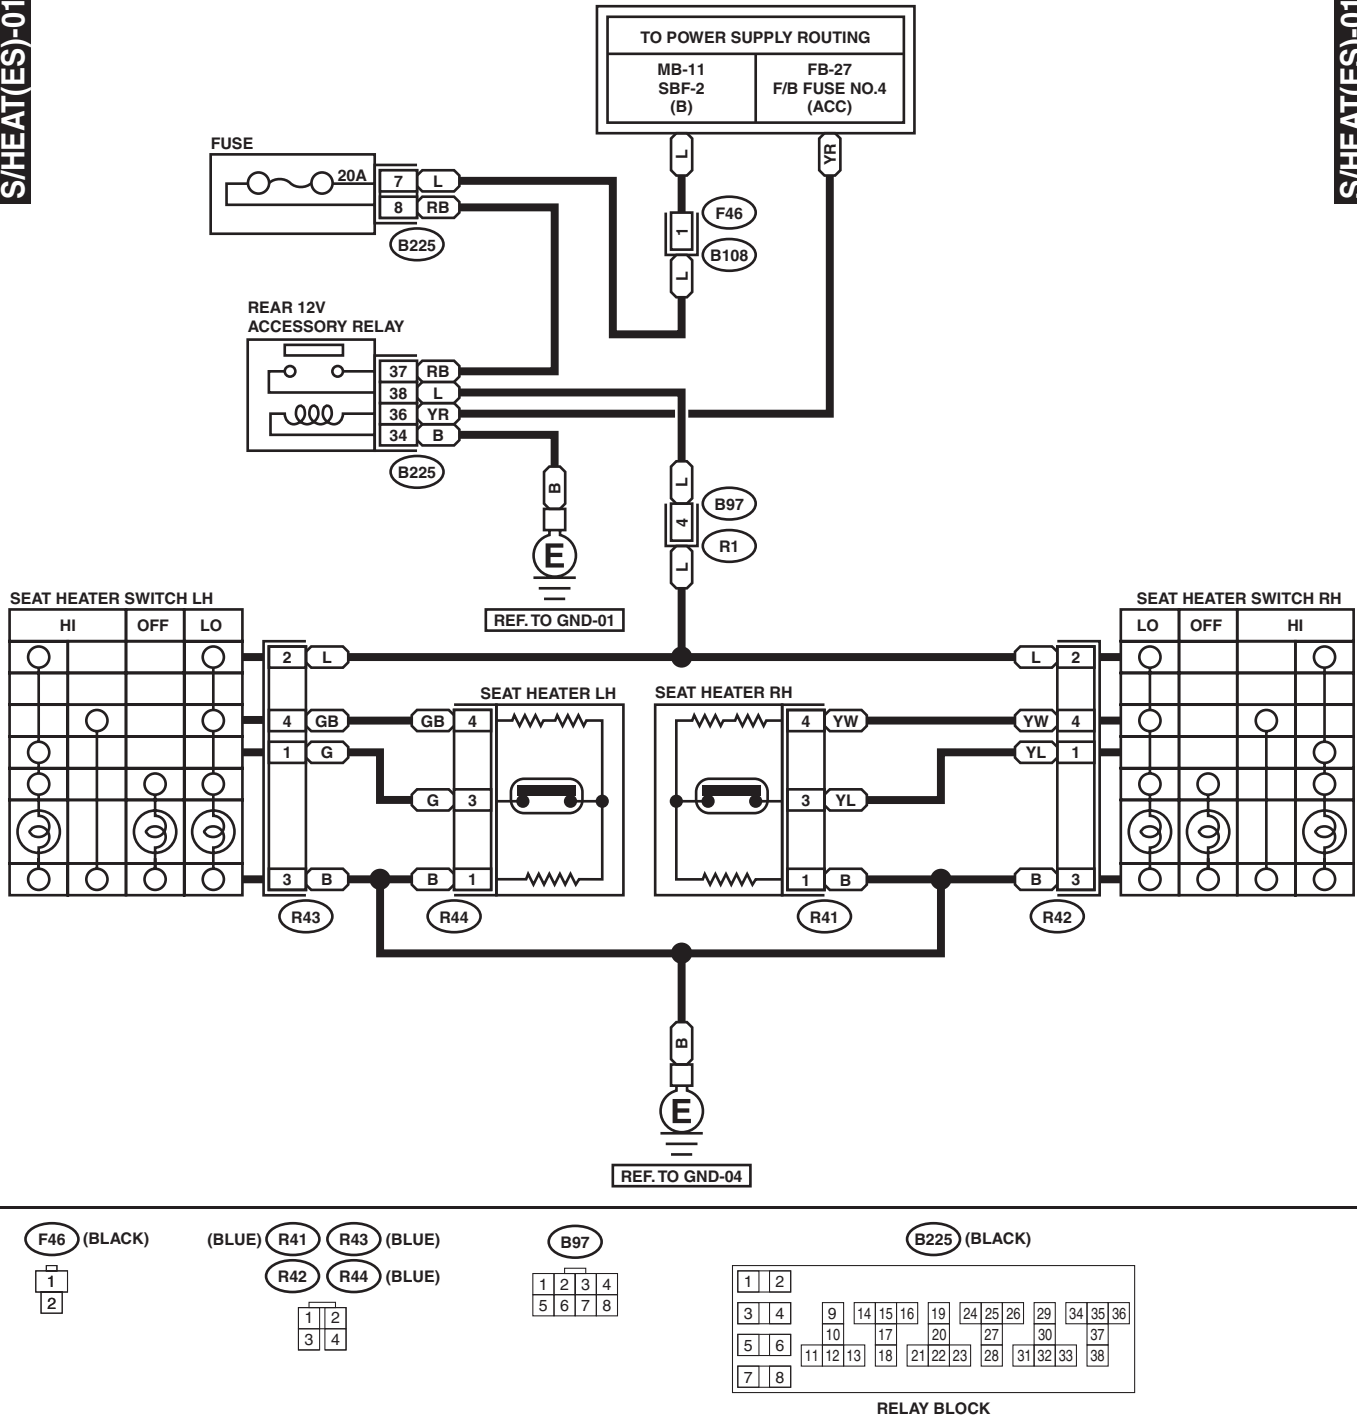 S/HEAT(ES)-01
S/HEAT(ES)-01
TO POWER SUPPLY ROUTING
MB-11
SBF-2
(B)
FB-27
F/B FUSE NO.4
(ACC)
L
YR
FUSE
20A
7 L
8 RB
B225
1
F46
B108
L
REAR 12V
ACCESSORY RELAY
37 RB
38 L
36 YR
34 B
B225
B
E
REF. TO GND-01
L
4
B97
R1
L
SEAT HEATER SWITCH LH
HI OFF LO
2 L
4 GB
1 G
3 B
R43
SEAT HEATER LH
GB 4
G 3
B 1
R44
SEAT HEATER RH
4 YW
3 YL
1 B
R41
SEAT HEATER SWITCH RH
LO OFF HI
L 2
YW 4
YL 1
B 3
R42
B
E
REF. TO GND-04
F46 (BLACK)
1
2
(BLUE) R41 R43 (BLUE)
R42 R44 (BLUE)
1 2
3 4
B97
1 2 3 4
5 6 7 8
B225 (BLACK)
1 2
3 4 9 14 15 16 19 24 25 26 29 34 35 36
10 17 20 27 30 37
5 6 11 12 13 18 21 22 23 28 31 32 33 38
7 8
RELAY BLOCK